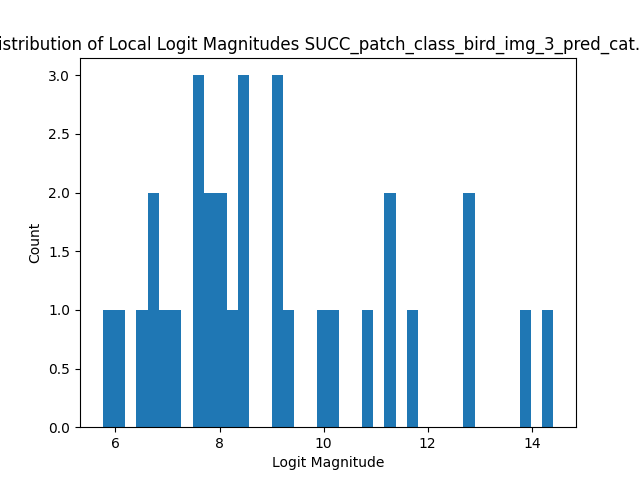 istribution of Local Logit Magnitudes SUCC_patch_class_bird_img_3_pred_cat.
3.0
2.5
2.0
1.5
1.0
0.5
0.0
Count
6 8 10 12 14
Logit Magnitude